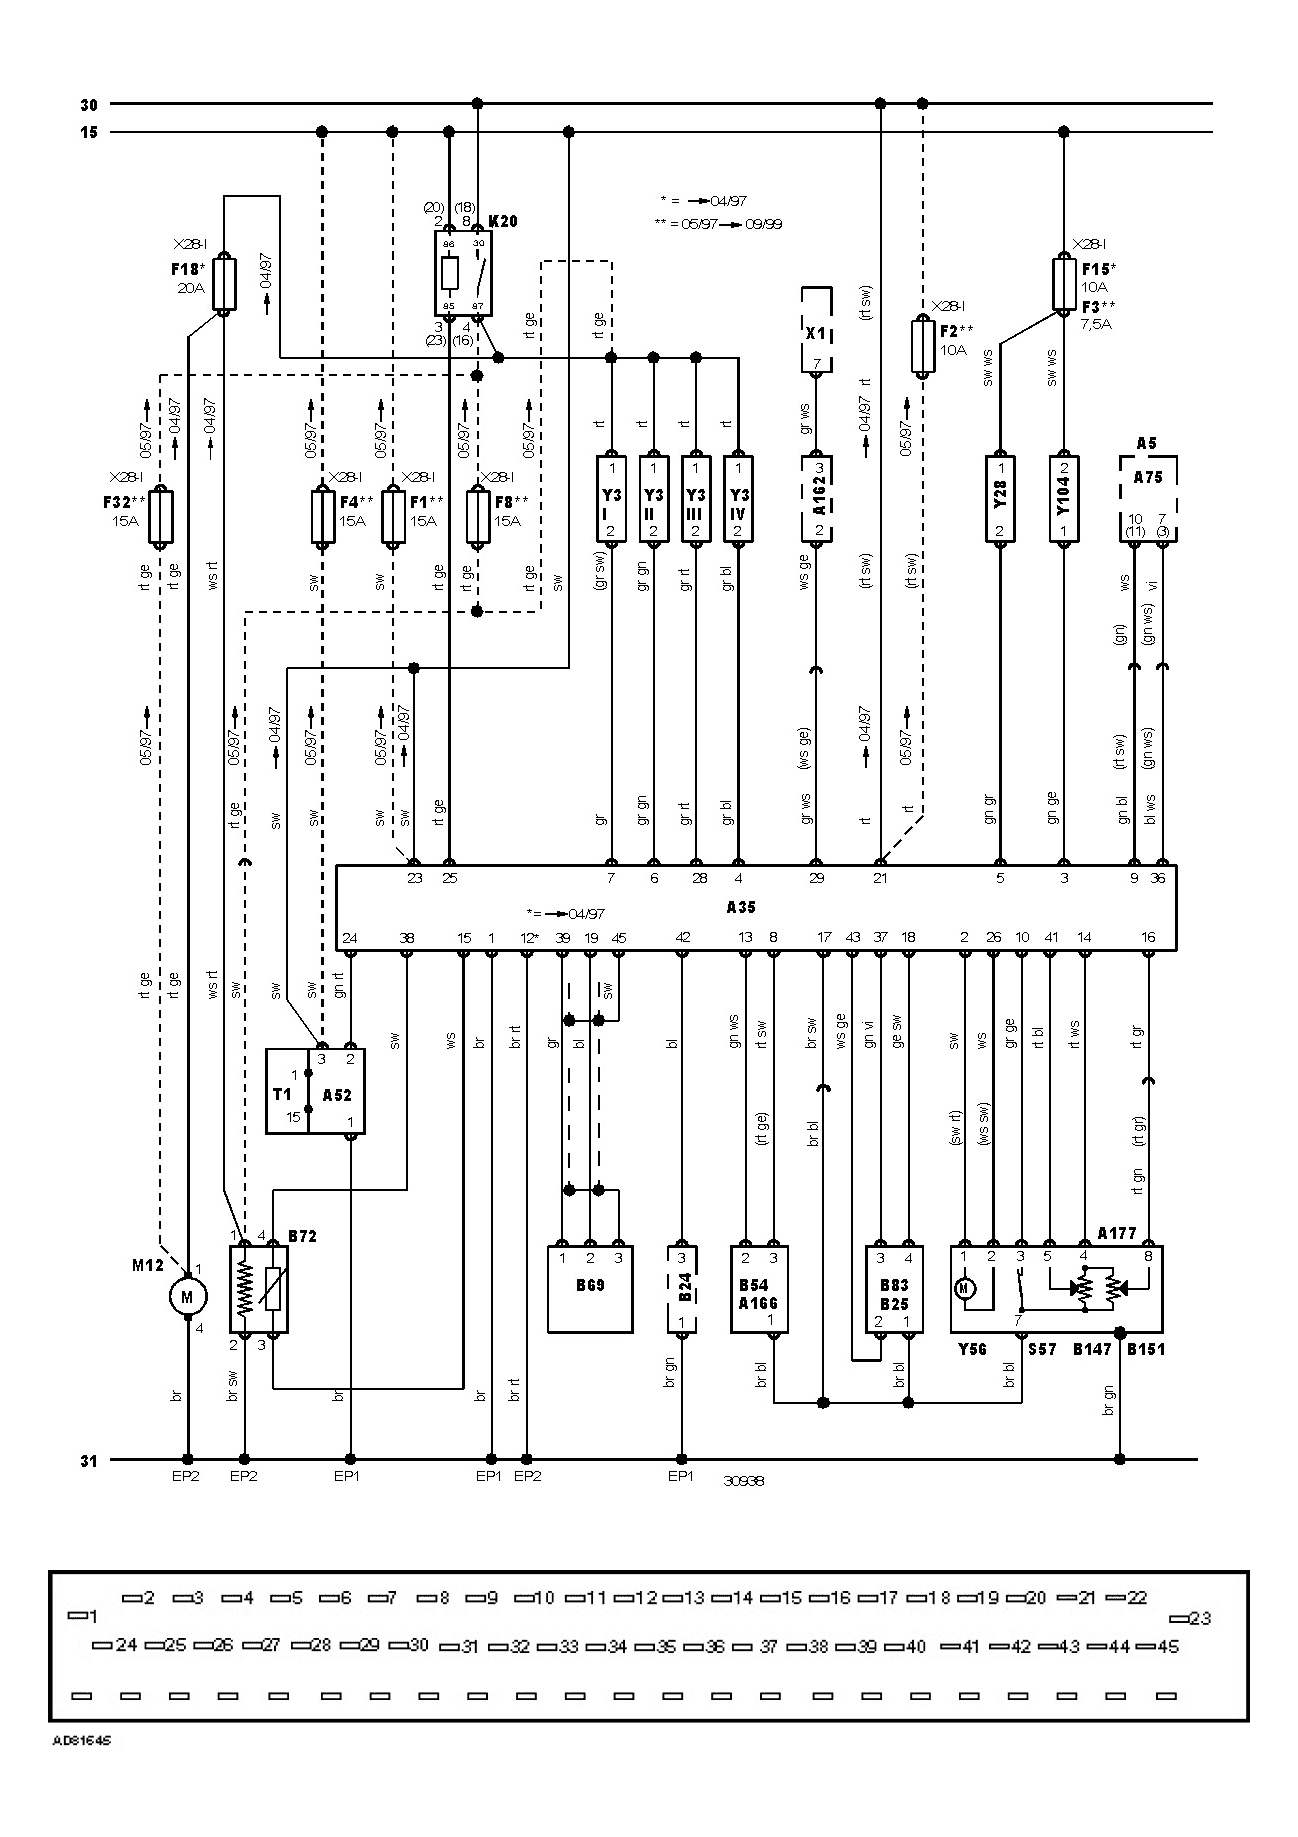 30
15
* = →04/97
** = 05/97→09/99
(20) (18)
2 8 K20
86 30
85 87
3 4
(23) (16)
X28-I
F18*
20A
→04/97
X28-I
F15*
10A
F3**
7,5A
X28-I
F2**
10A
rt ge
rt ge
(rt sw)
X1
7
sw ws
sw ws
05/97→
→04/97
→04/97
05/97→
05/97→
05/97→
05/97→
rt
rt
rt
rt
gr ws
→04/97 rt
05/97→
A5
A75
10 7
(11) (3)
X28-I
F32**
15A
X28-I
F4**
15A
X28-I
F1**
15A
X28-I
F8**
15A
1 1 1 1 3 1 2
Y3 I
Y3 II
Y3 III
Y3 IV
A162
Y28
Y104
2 2 2 2 2 2 1
rt ge
rt ge
ws rt
sw
sw
rt ge
rt ge
rt ge
sw
(gr sw)
gr gn
gr rt
gr bl
ws ge
(rt sw)
(rt sw)
ws
vi
(gn)
(gn ws)
05/97→
05/97→
→04/97
05/97→
05/97→
→04/97
(ws ge)
→04/97
05/97→
(rt sw)
(gn ws)
rt ge
sw
sw
sw
sw
rt ge
gr
gr gn
gr rt
gr bl
gr ws
rt
rt
gn gr
gn ge
gn bl
bl ws
23 25 7 6 28 4 29 21 5 3 9 36
A35
*= →04/97
24 38 15 1 12* 39 19 45 42 13 8 17 43 37 18 2 26 10 41 14 16
rt ge
rt ge
ws rt
sw
sw
sw
gn rt
sw
sw
ws
br
br rt
gr
bl
bl
gn ws
rt sw
br sw
ws ge
gn vi
ge sw
sw
ws
gr ge
rt bl
rt ws
rt gr
3 2
1
T1 A52
15 1
(rt ge)
br bl
(sw rt)
(ws sw)
(rt gr)
rt gn
1 4 B72
M12 1
M
4
2 3
1 2 3
B69
3
B24
1
2 3
B54
A166
1
3 4
B83
B25
2 1
A177
1 2 3 5 4 8
M
7
Y56 S57 B147 B151
br
br sw
br
br
br rt
br gn
br bl
br bl
br bl
br gn
31
EP2 EP2 EP1 EP1 EP2 EP1
30938
2 3 4 5 6 7 8 9 10 11 12 13 14 15 16 17 18 19 20 21 22
1 23
24 25 26 27 28 29 30 31 32 33 34 35 36 37 38 39 40 41 42 43 44 45
AD81645